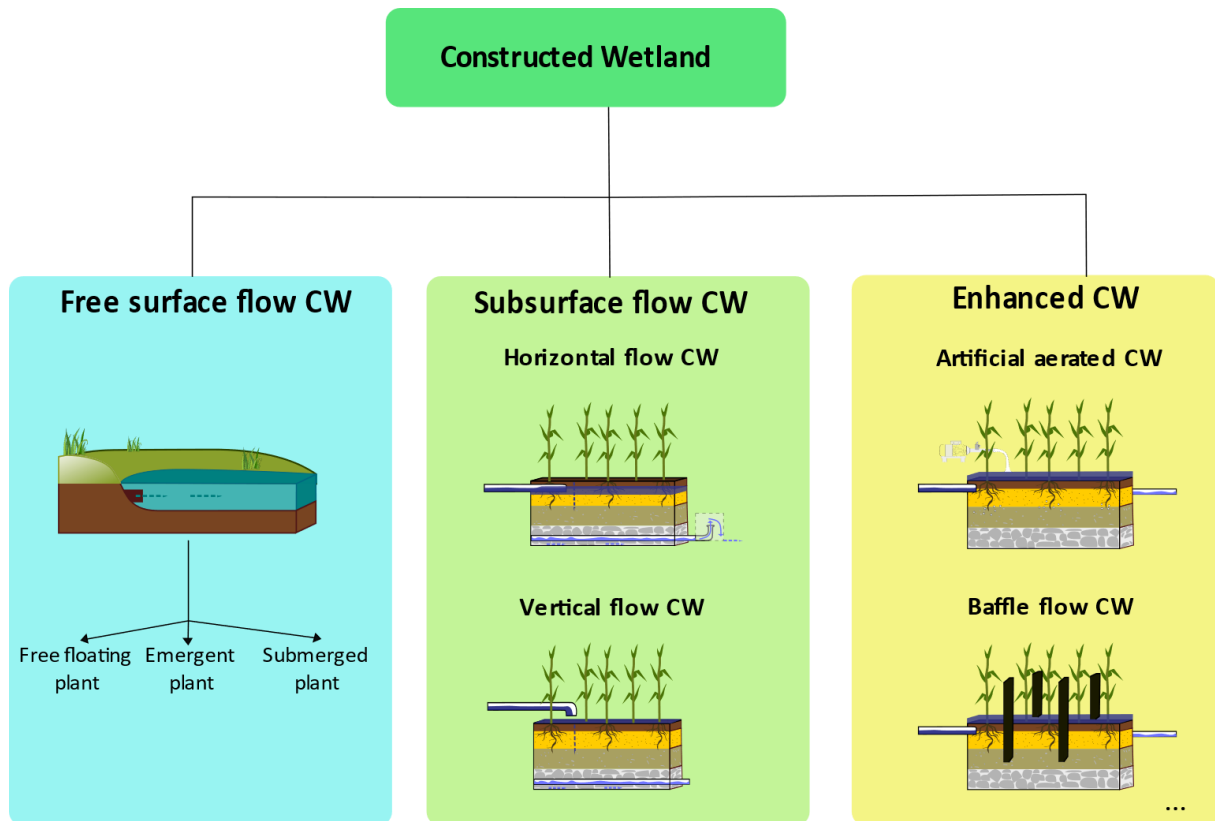 Constructed Wetland
Free surface flow CW
Free floating
plant
Emergent
plant
Submerged
plant
Subsurface flow CW
Horizontal flow CW
Vertical flow CW
Enhanced CW
Artificial aerated CW
Baffle flow CW
...